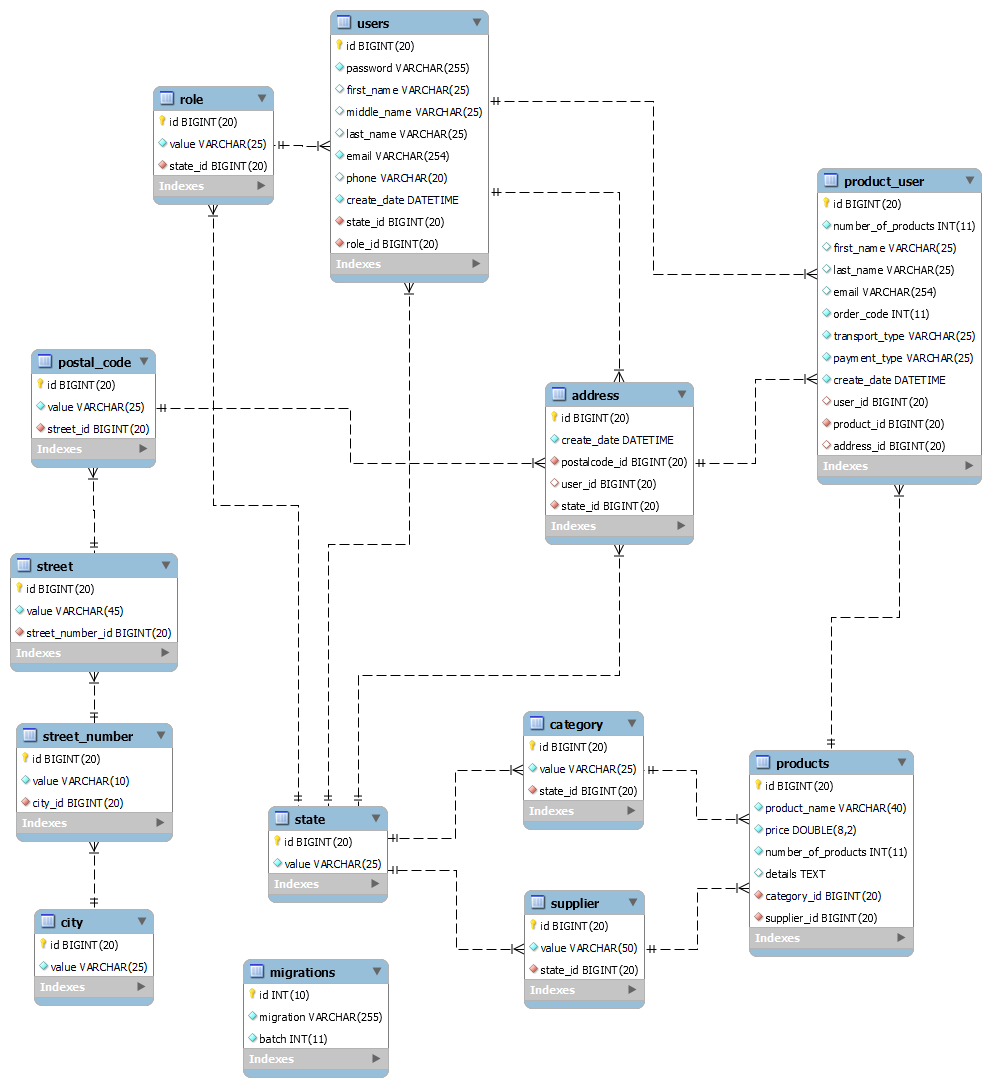 users
id BIGINT(20)
password VARCHAR(255)
first_name VARCHAR(25)
middle_name VARCHAR(25)
last_name VARCHAR(25)
email VARCHAR(254)
phone VARCHAR(20)
create_date DATETIME
state_id BIGINT(20)
role_id BIGINT(20)
Indexes
role
id BIGINT(20)
value VARCHAR(25)
state_id BIGINT(20)
Indexes
product_user
id BIGINT(20)
number_of_products INT(11)
first_name VARCHAR(25)
last_name VARCHAR(25)
email VARCHAR(254)
order_code INT(11)
transport_type VARCHAR(25)
payment_type VARCHAR(25)
create_date DATETIME
user_id BIGINT(20)
product_id BIGINT(20)
address_id BIGINT(20)
Indexes
postal_code
id BIGINT(20)
value VARCHAR(25)
street_id BIGINT(20)
Indexes
address
id BIGINT(20)
create_date DATETIME
postalcode_id BIGINT(20)
user_id BIGINT(20)
state_id BIGINT(20)
Indexes
street
id BIGINT(20)
value VARCHAR(45)
street_number_id BIGINT(20)
Indexes
street_number
id BIGINT(20)
value VARCHAR(10)
city_id BIGINT(20)
Indexes
category
id BIGINT(20)
value VARCHAR(25)
state_id BIGINT(20)
Indexes
products
id BIGINT(20)
product_name VARCHAR(40)
price DOUBLE(8,2)
number_of_products INT(11)
details TEXT
category_id BIGINT(20)
supplier_id BIGINT(20)
Indexes
state
id BIGINT(20)
value VARCHAR(25)
Indexes
supplier
id BIGINT(20)
value VARCHAR(50)
state_id BIGINT(20)
Indexes
city
id BIGINT(20)
value VARCHAR(25)
Indexes
migrations
id INT(10)
migration VARCHAR(255)
batch INT(11)
Indexes